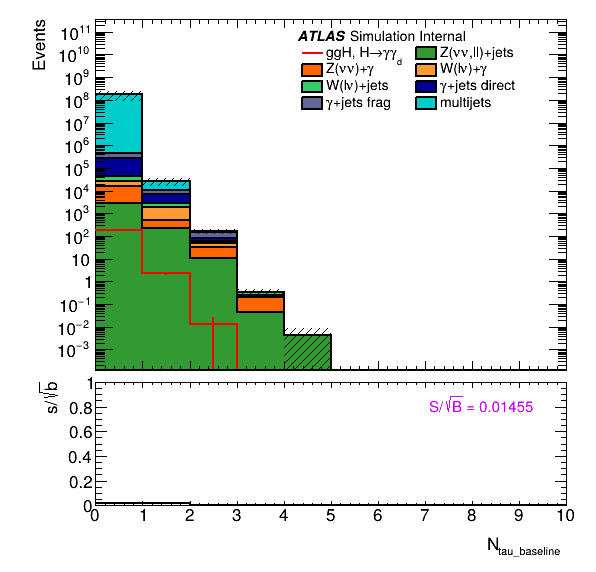 Events
ATLAS Simulation Internal
ggH, H→γγd
Z(νν,ll)+jets
Z(νν)+γ
W(lν)+γ
W(lν)+jets
γ+jets direct
γ+jets frag
multijets
10¹¹
10¹⁰
10⁹
10⁸
10⁷
10⁶
10⁵
10⁴
10³
10²
10
1
10⁻¹
10⁻²
10⁻³
s/√b
S/√B = 0.01455
1
0.8
0.6
0.4
0.2
0
0 1 2 3 4 5 6 7 8 9 10
Ntau_baseline